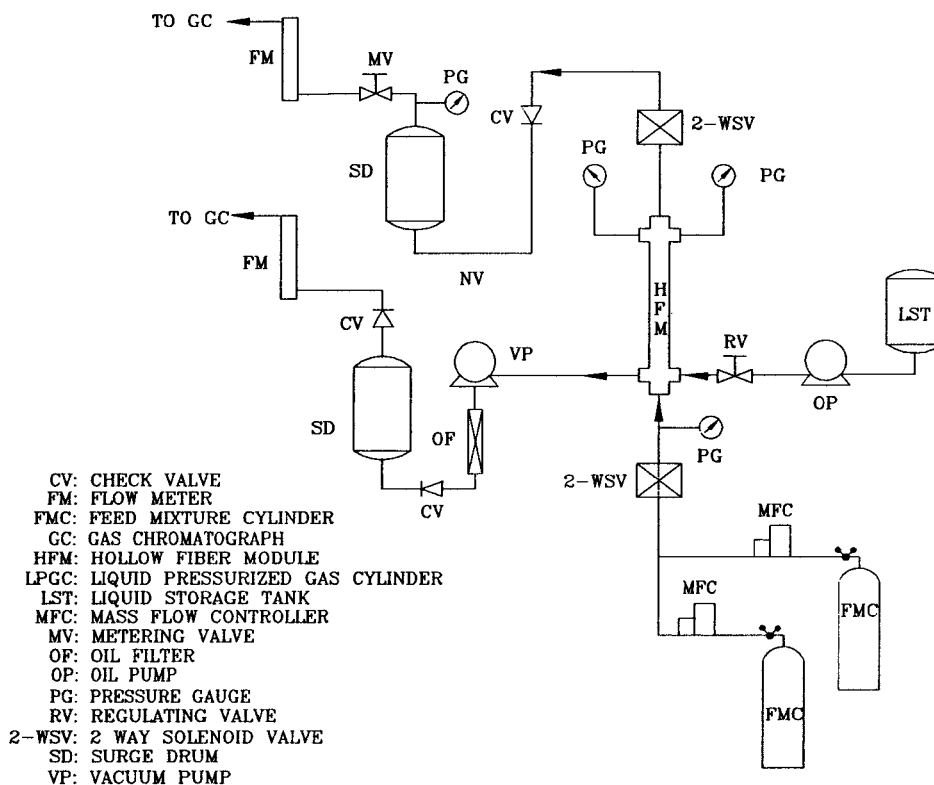 TO GC
FM
MV
PG
CV
2-WSV
SD
PG
PG
TO GC
NV
FM
HFM
LST
CV
RV
VP
OP
SD
OF
PG
2-WSV
CV
MFC
MFC
FMC
FMC
CV: CHECK VALVE
FM: FLOW METER
FMC: FEED MIXTURE CYLINDER
GC: GAS CHROMATOGRAPH
HFM: HOLLOW FIBER MODULE
LPGC: LIQUID PRESSURIZED GAS CYLINDER
LST: LIQUID STORAGE TANK
MFC: MASS FLOW CONTROLLER
MV: METERING VALVE
OF: OIL FILTER
OP: OIL PUMP
PG: PRESSURE GAUGE
RV: REGULATING VALVE
2-WSV: 2 WAY SOLENOID VALVE
SD: SURGE DRUM
VP: VACUUM PUMP